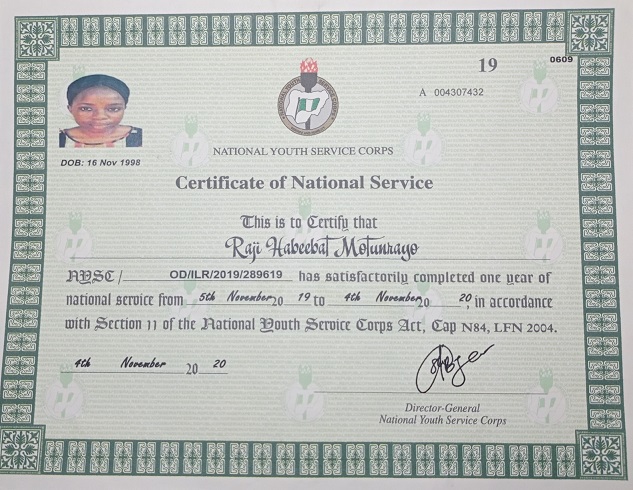 19
0609
A 004307432
DOB: 16 Nov 1998
NATIONAL YOUTH SERVICE CORPS
Certificate of National Service
This is to Certify that
Raji Habeebat Motunrayo
NYSC/ OD/ILR/2019/289619 has satisfactorily completed one year of
national service from 5th November 20 19 to 4th November 20 20, in accordance
with Section 11 of the National Youth Service Corps Act, Cap N84, LFN 2004.
4th November 20 20
Director-General
National Youth Service Corps